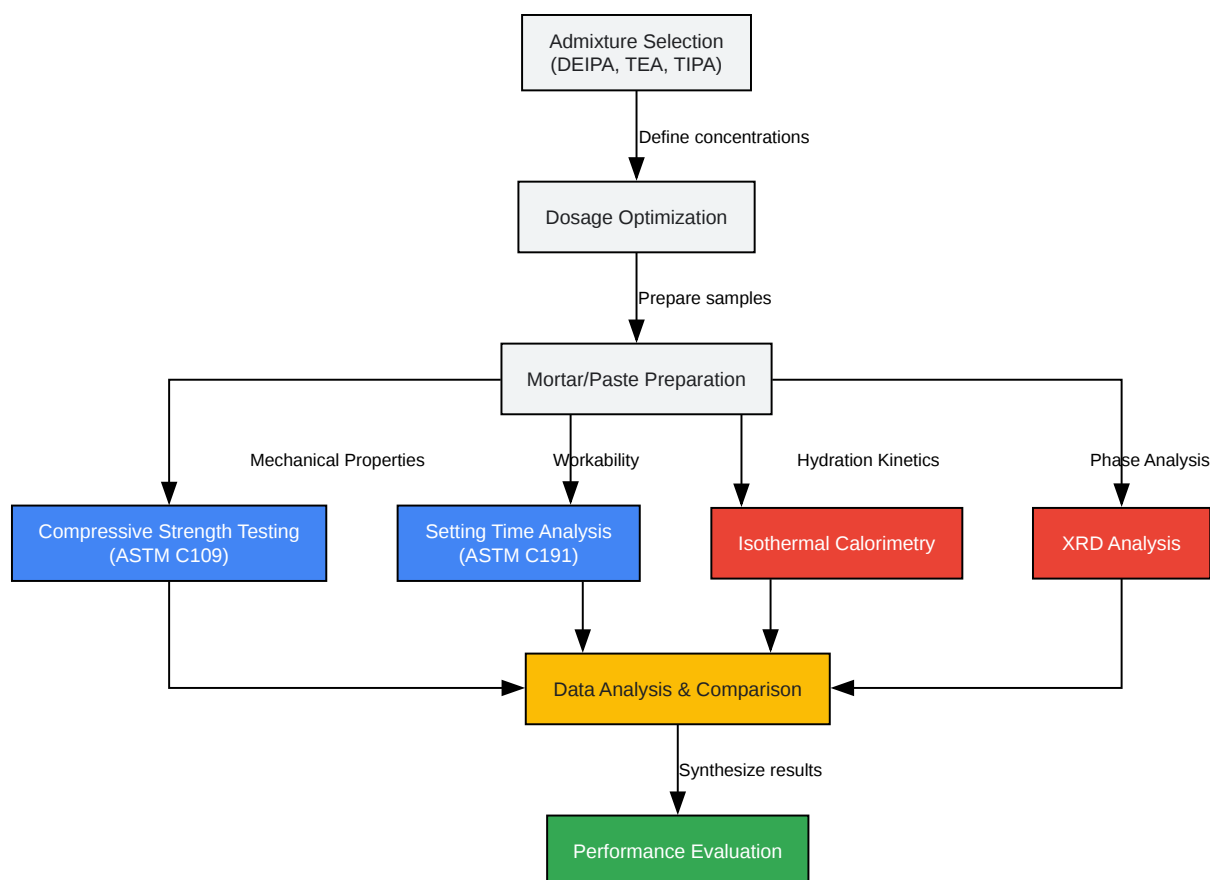 Admixture Selection
(DEIPA, TEA, TIPA)
Define concentrations
Dosage Optimization
Prepare samples
Mortar/Paste Preparation
Mechanical Properties
Workability
Hydration Kinetics
Phase Analysis
Compressive Strength Testing
(ASTM C109)
Setting Time Analysis
(ASTM C191)
Isothermal Calorimetry
XRD Analysis
Data Analysis & Comparison
Synthesize results
Performance Evaluation